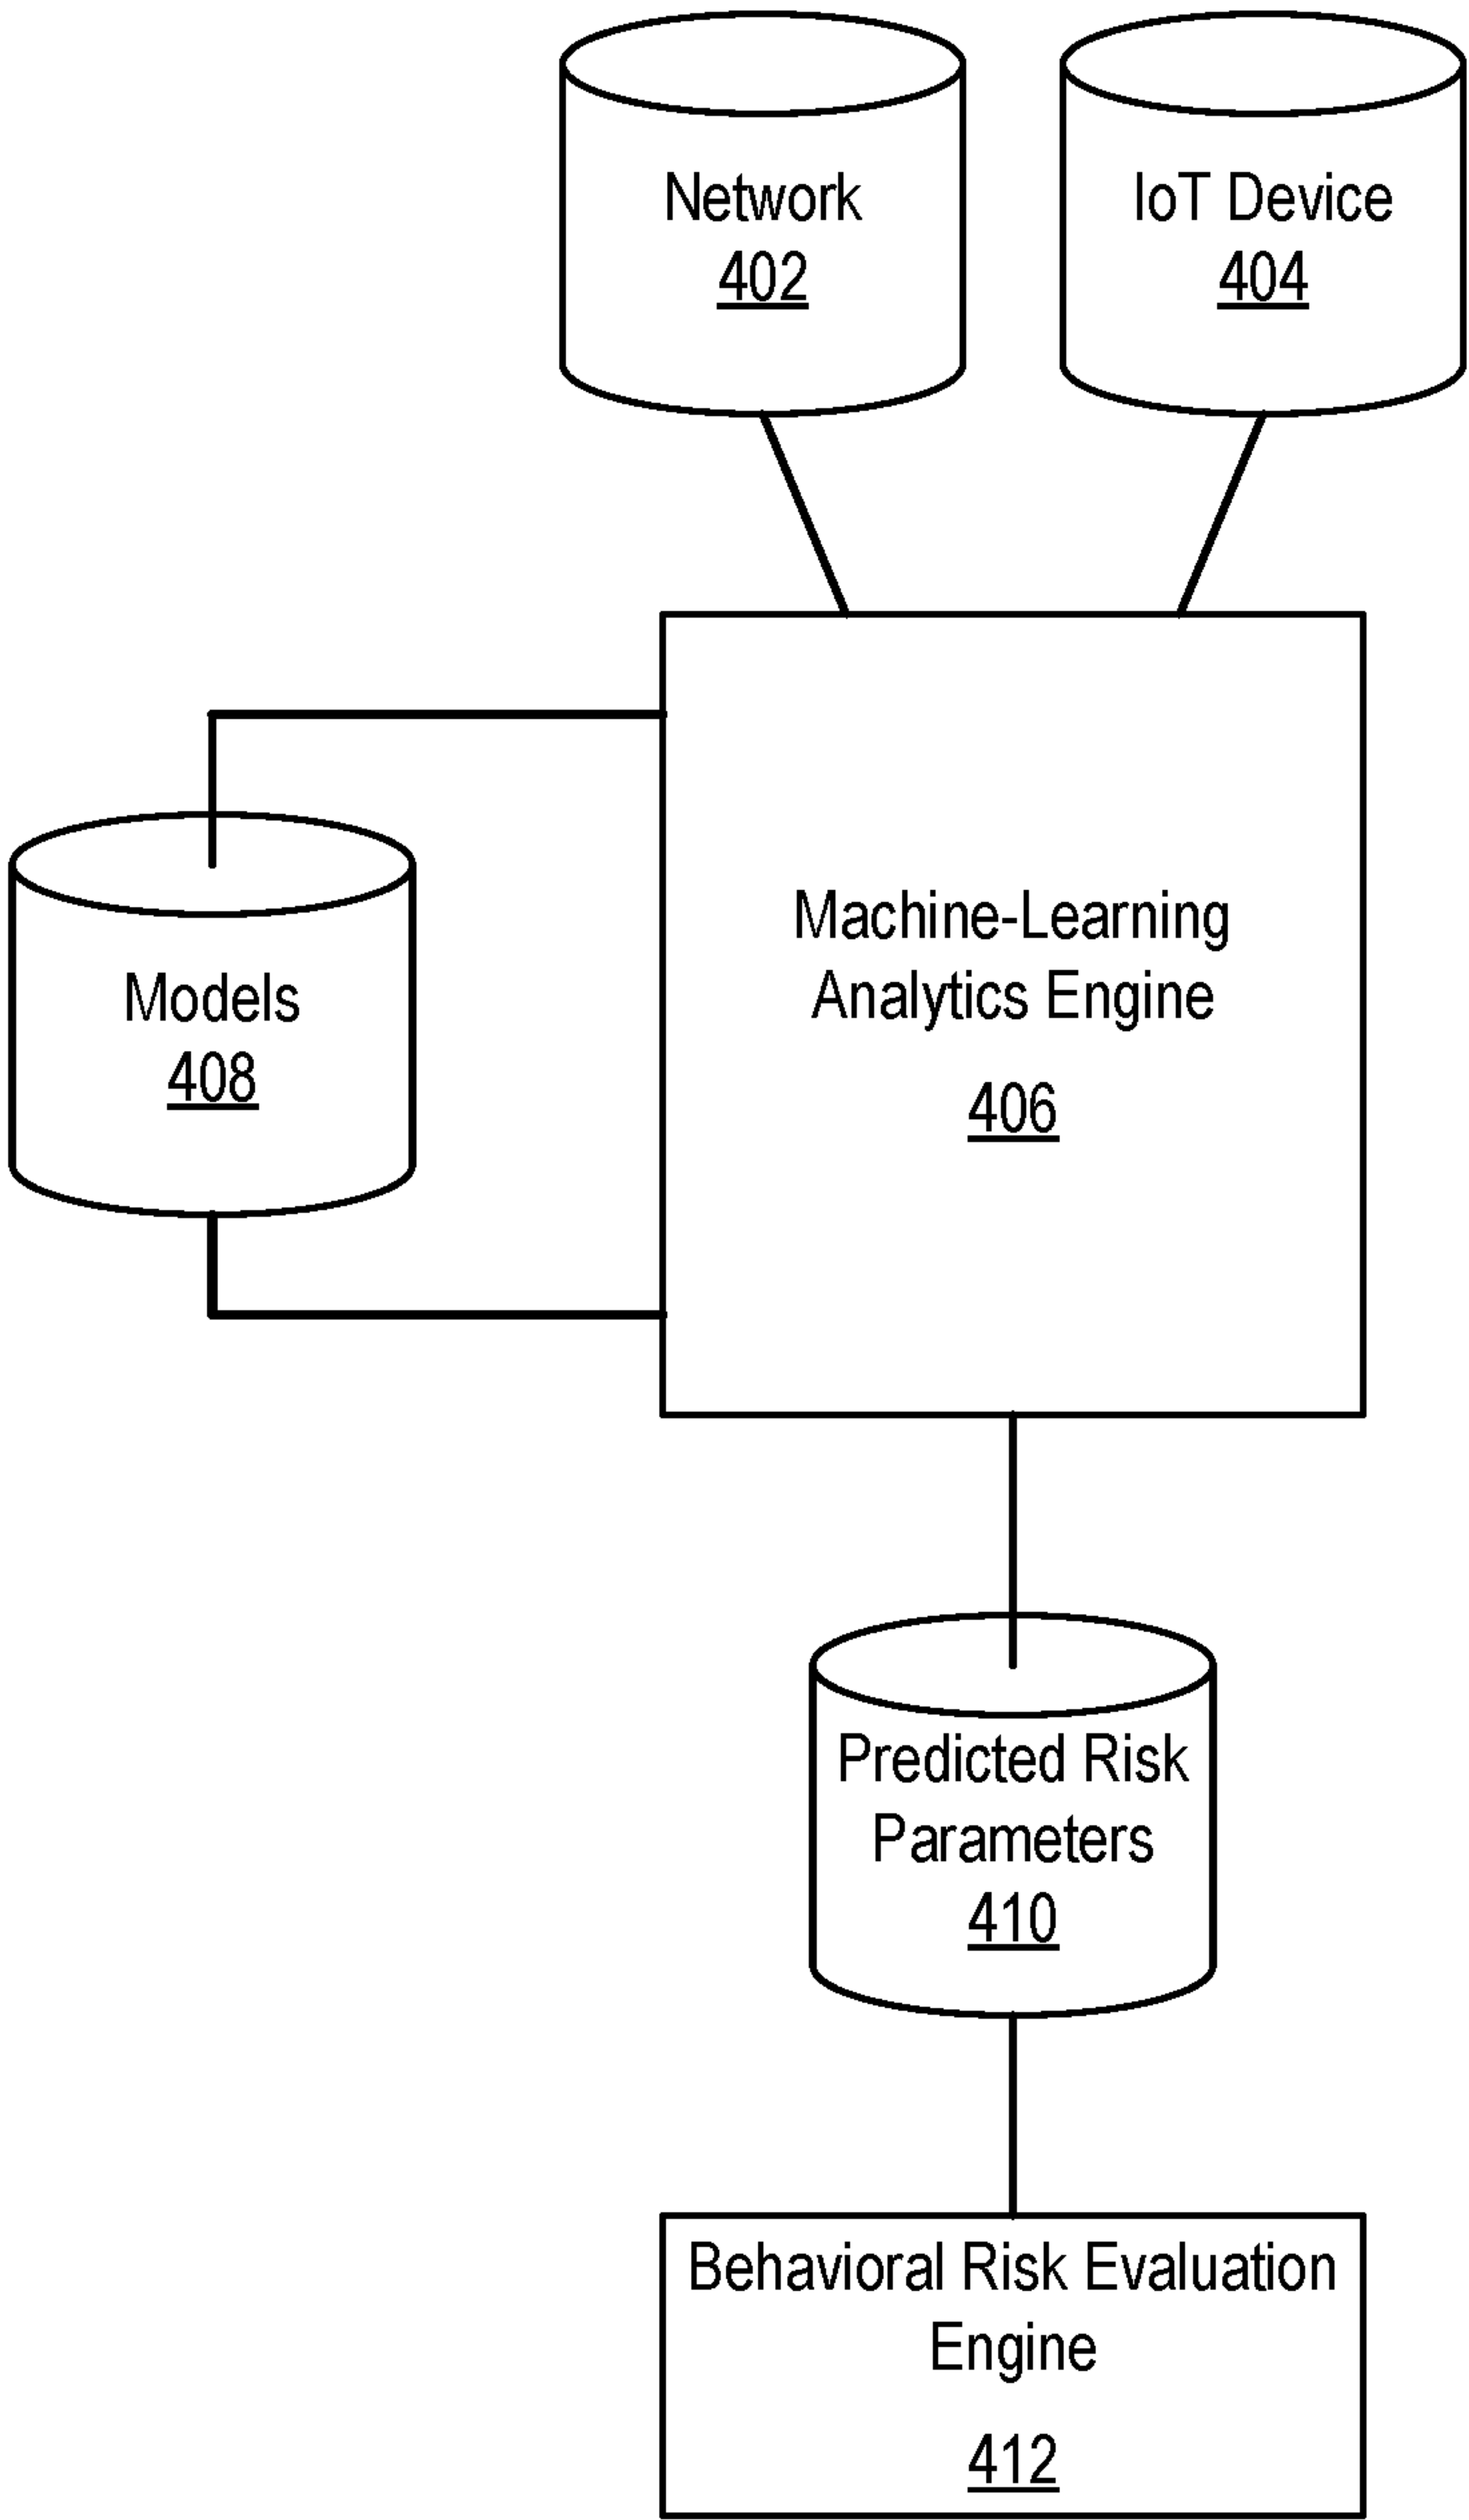 Network
402
IoT Device
404
Machine-Learning
Analytics Engine
406
Models
408
Predicted Risk
Parameters
410
Behavioral Risk Evaluation
Engine
412